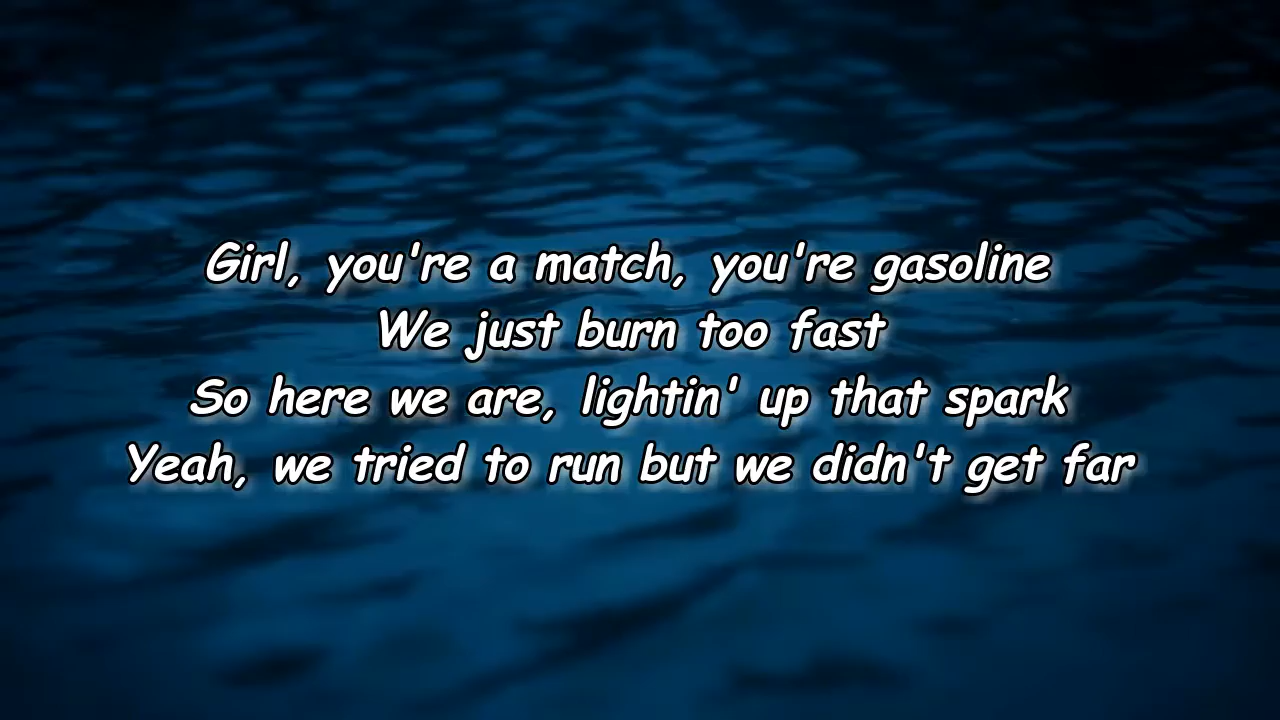 Girl, you're a match, you're gasoline
We just burn too fast
So here we are, lightin' up that spark
Yeah, we tried to run but we didn't get far